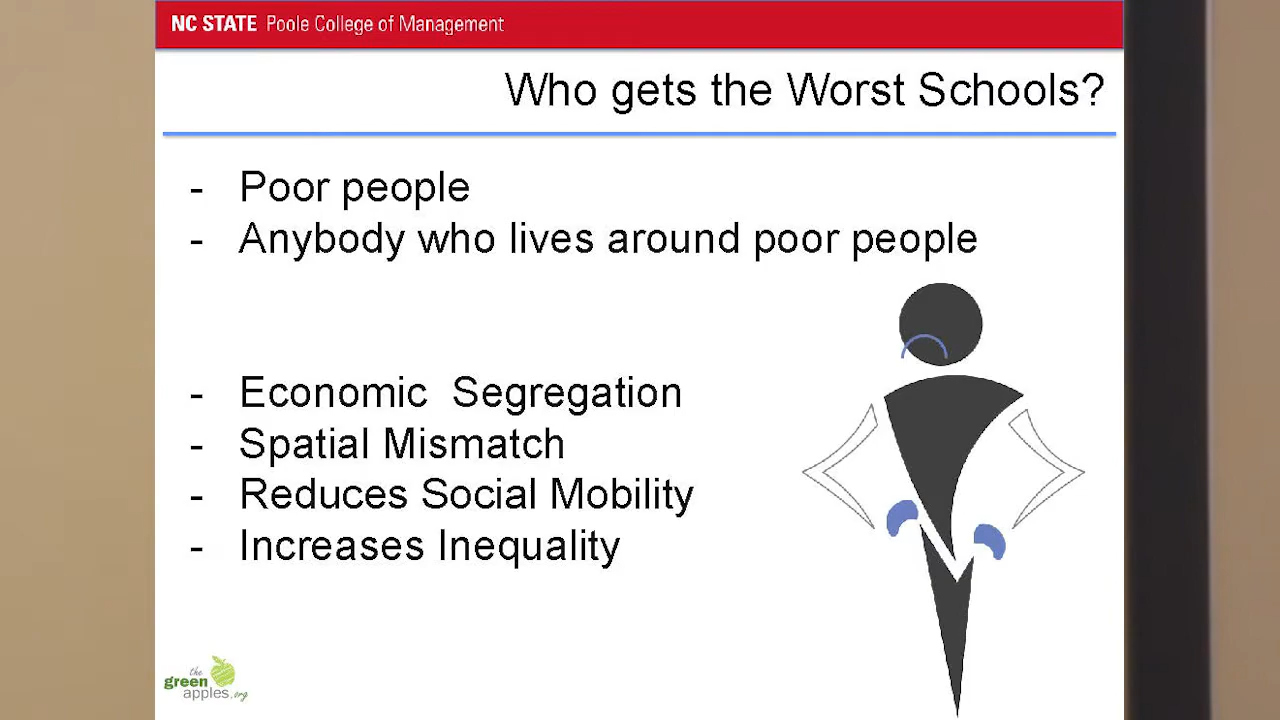 NC STATE Poole College of Management
Who gets the Worst Schools?
- Poor people
- Anybody who lives around poor people
- Economic Segregation
- Spatial Mismatch
- Reduces Social Mobility
- Increases Inequality
the
green
apples.org